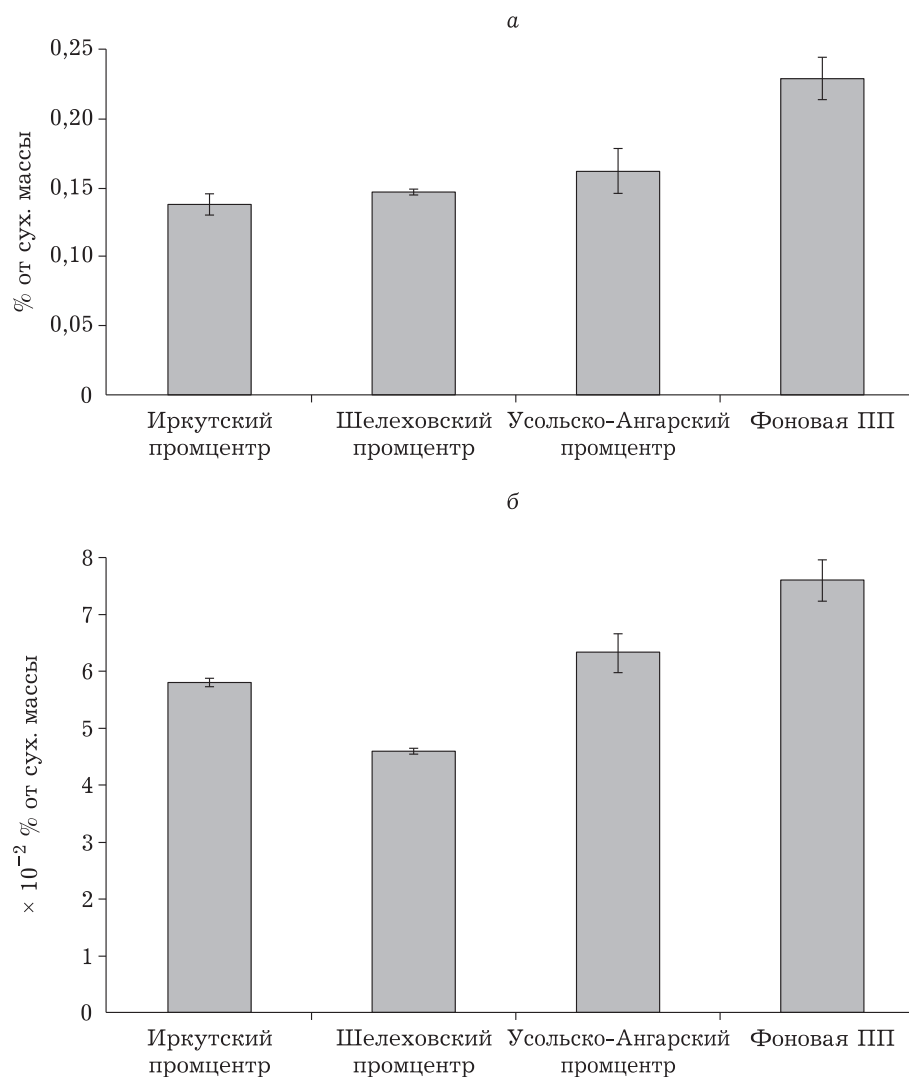 а
0,25
0,20
0,15
0,10
0,05
0
% от сух. массы
Иркутский
промцентр
Шелеховский
промцентр
Усольско-Ангарский
промцентр
Фоновая ПП
б
8
7
6
5
4
3
2
1
0
× 10⁻² % от сух. массы
Иркутский
промцентр
Шелеховский
промцентр
Усольско-Ангарский
промцентр
Фоновая ПП